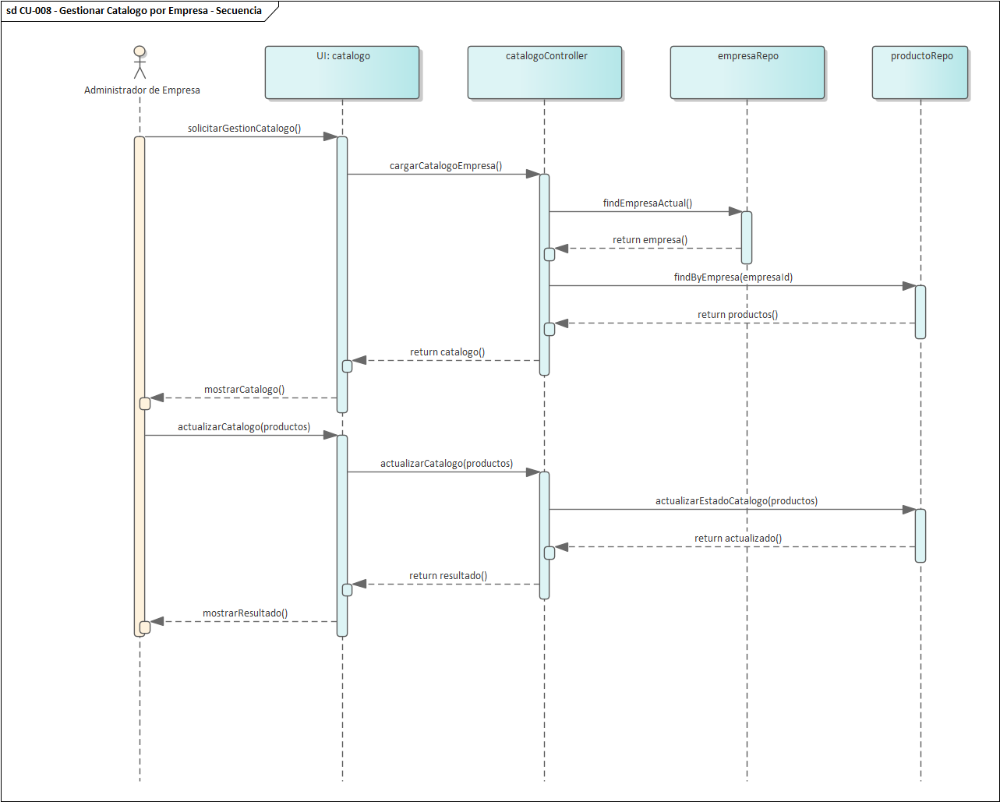 sd CU-008 - Gestionar Catalogo por Empresa - Secuencia
Administrador de Empresa
UI: catalogo
catalogoController
empresaRepo
productoRepo
solicitarGestionCatalogo()
cargarCatalogoEmpresa()
findEmpresaActual()
return empresa()
findByEmpresa(empresaId)
return productos()
return catalogo()
mostrarCatalogo()
actualizarCatalogo(productos)
actualizarCatalogo(productos)
actualizarEstadoCatalogo(productos)
return actualizado()
return resultado()
mostrarResultado()